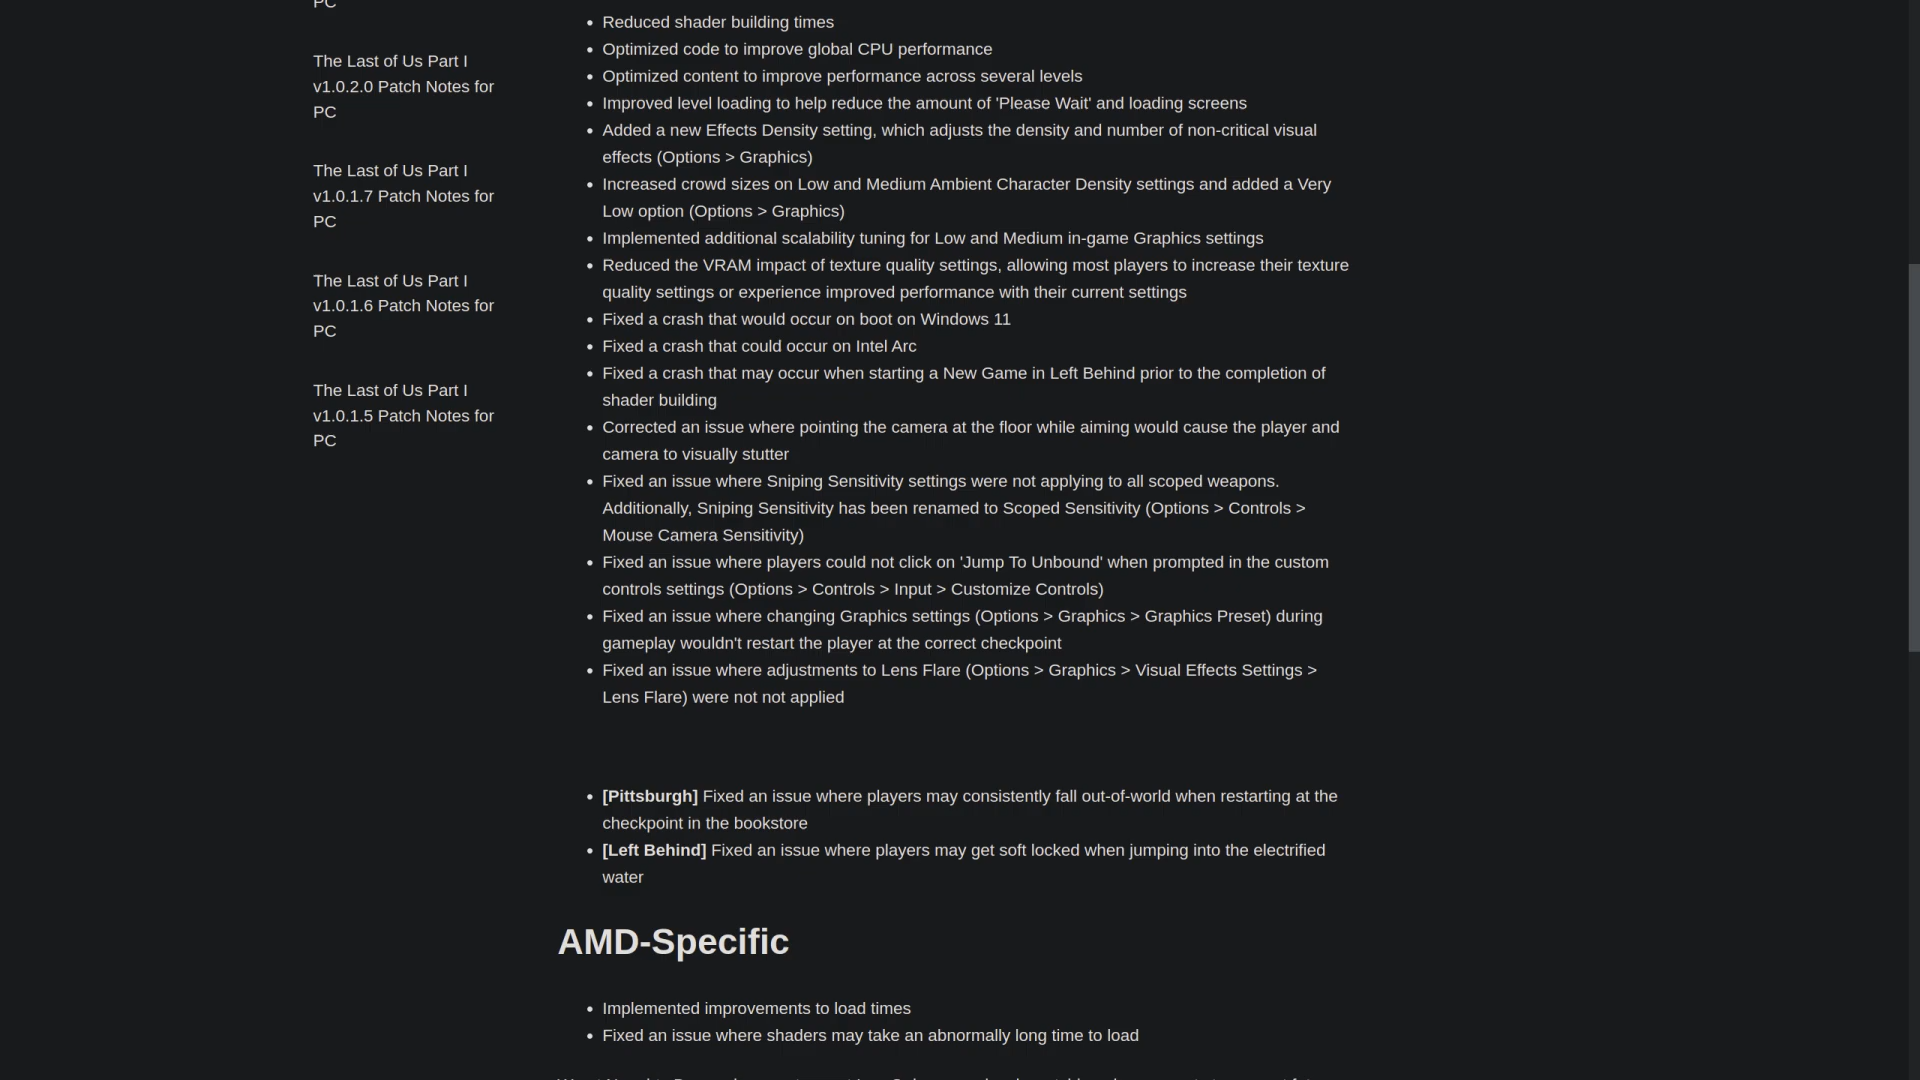 PC
The Last of Us Part I
v1.0.2.0 Patch Notes for
PC
The Last of Us Part I
v1.0.1.7 Patch Notes for
PC
The Last of Us Part I
v1.0.1.6 Patch Notes for
PC
The Last of Us Part I
v1.0.1.5 Patch Notes for
PC
• Reduced shader building times
• Optimized code to improve global CPU performance
• Optimized content to improve performance across several levels
• Improved level loading to help reduce the amount of 'Please Wait' and loading screens
• Added a new Effects Density setting, which adjusts the density and number of non-critical visual
effects (Options > Graphics)
• Increased crowd sizes on Low and Medium Ambient Character Density settings and added a Very
Low option (Options > Graphics)
• Implemented additional scalability tuning for Low and Medium in-game Graphics settings
• Reduced the VRAM impact of texture quality settings, allowing most players to increase their texture
quality settings or experience improved performance with their current settings
• Fixed a crash that would occur on boot on Windows 11
• Fixed a crash that could occur on Intel Arc
• Fixed a crash that may occur when starting a New Game in Left Behind prior to the completion of
shader building
• Corrected an issue where pointing the camera at the floor while aiming would cause the player and
camera to visually stutter
• Fixed an issue where Sniping Sensitivity settings were not applying to all scoped weapons.
Additionally, Sniping Sensitivity has been renamed to Scoped Sensitivity (Options > Controls >
Mouse Camera Sensitivity)
• Fixed an issue where players could not click on 'Jump To Unbound' when prompted in the custom
controls settings (Options > Controls > Input > Customize Controls)
• Fixed an issue where changing Graphics settings (Options > Graphics > Graphics Preset) during
gameplay wouldn't restart the player at the correct checkpoint
• Fixed an issue where adjustments to Lens Flare (Options > Graphics > Visual Effects Settings >
Lens Flare) were not not applied
• [Pittsburgh] Fixed an issue where players may consistently fall out-of-world when restarting at the
checkpoint in the bookstore
• [Left Behind] Fixed an issue where players may get soft locked when jumping into the electrified
water
AMD-Specific
• Implemented improvements to load times
• Fixed an issue where shaders may take an abnormally long time to load